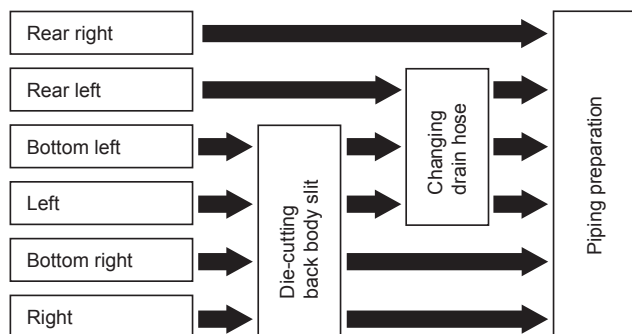 Rear right
Rear left
Bottom left
Left
Bottom right
Right
Die-cutting
back body slit
Changing
drain hose
Piping preparation